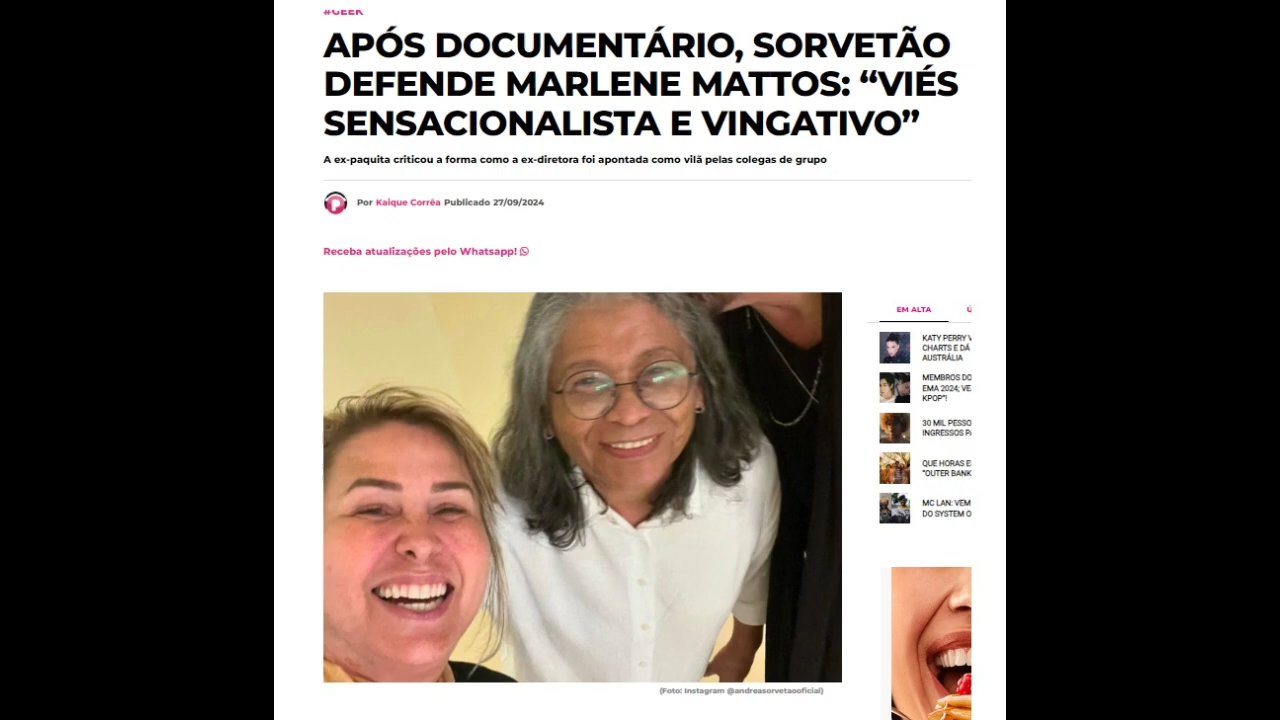 #GEEK
APÓS DOCUMENTÁRIO, SORVETÃO
DEFENDE MARLENE MATTOS: “VIÉS
SENSACIONALISTA E VINGATIVO”
A ex-paquita criticou a forma como a ex-diretora foi apontada como vilã pelas colegas de grupo
Por Kaique Corrêa Publicado 27/09/2024
Receba atualizações pelo Whatsapp!
EM ALTA
KATY PERRY
CHARTS E DÁ
AUSTRÁLIA
MEMBROS DO
EMA 2024; VE
KPOP"!
30 MIL PESSO
INGRESSOS
QUE HORAS E
"OUTER BANK
MC LAN: VEM
DO SYSTEM O
(Foto: Instagram @andreasorvetaooficial)